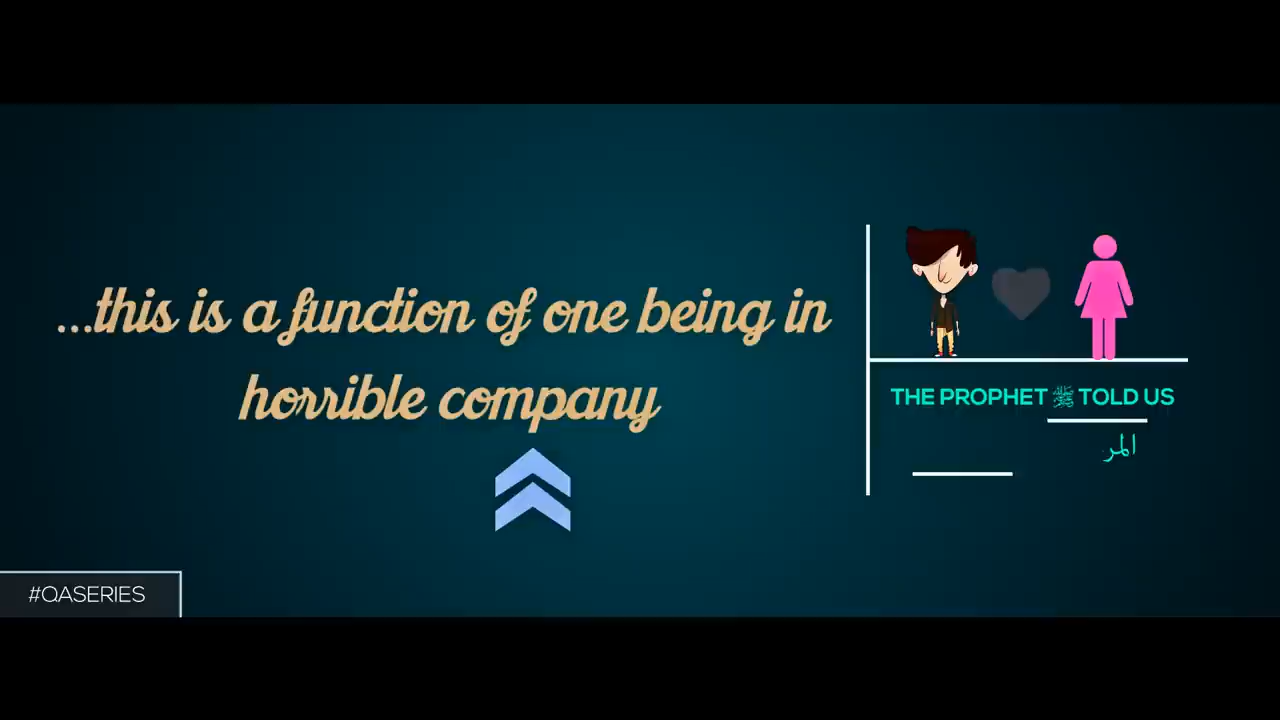 ...this is a function of one being in
horrible company
THE PROPHET ﷺ TOLD US
المر
#QASERIES